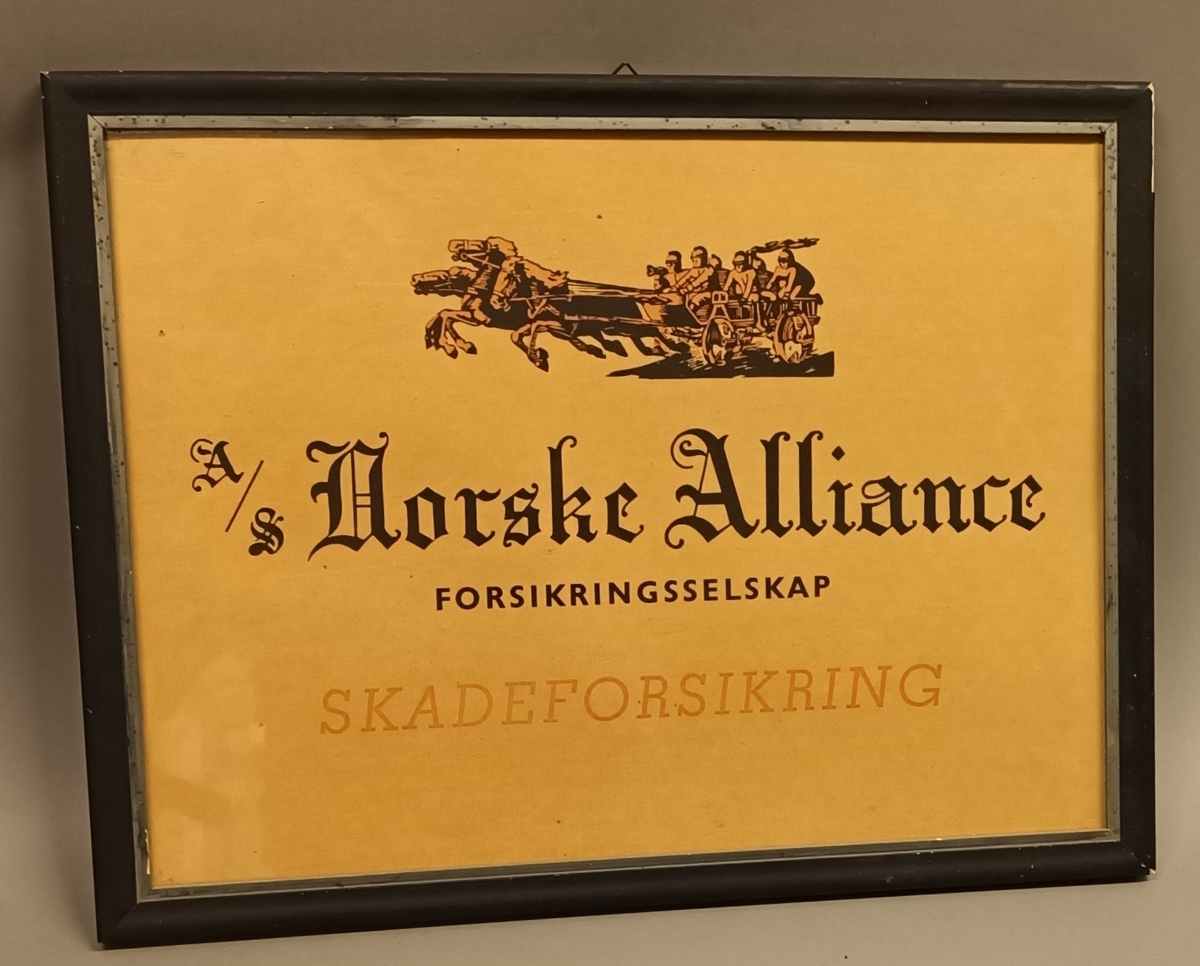 A/S Norske Alliance
FORSIKRINGSSELSKAP
SKADEFORSIKRING